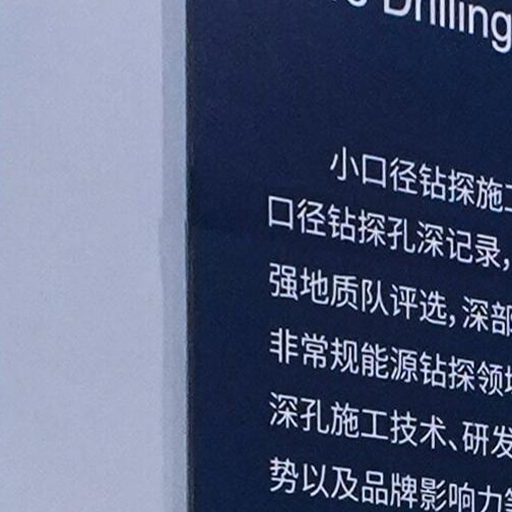 Drilling
小口径钻探施工
口径钻探孔深记录，
强地质队评选，深部
非常规能源钻探领域
深孔施工技术、研发
势以及品牌影响力等